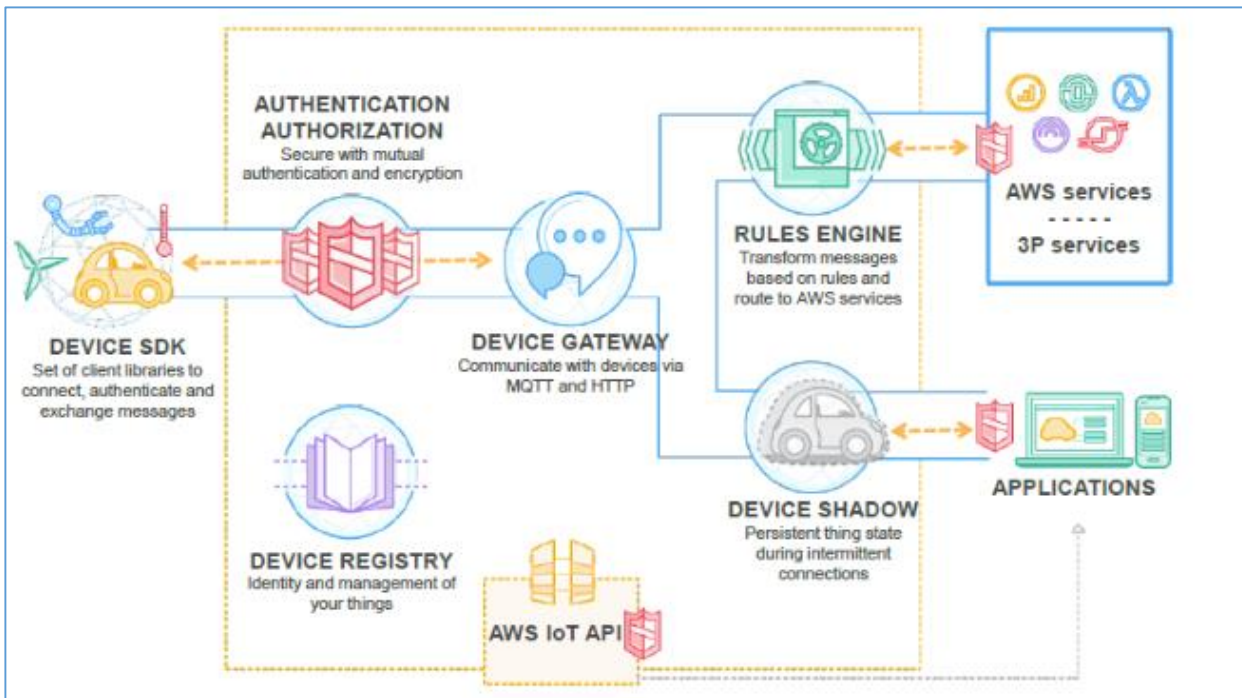 AUTHENTICATION
AUTHORIZATION
Secure with mutual
authentication and encryption
DEVICE SDK
Set of client libraries to
connect, authenticate and
exchange messages
DEVICE GATEWAY
Communicate with devices via
MQTT and HTTP
RULES ENGINE
Transform messages
based on rules and
route to AWS services
AWS services
- - - - -
3P services
DEVICE REGISTRY
Identity and management of
your things
DEVICE SHADOW
Persistent thing state
during intermittent
connections
APPLICATIONS
AWS IoT API